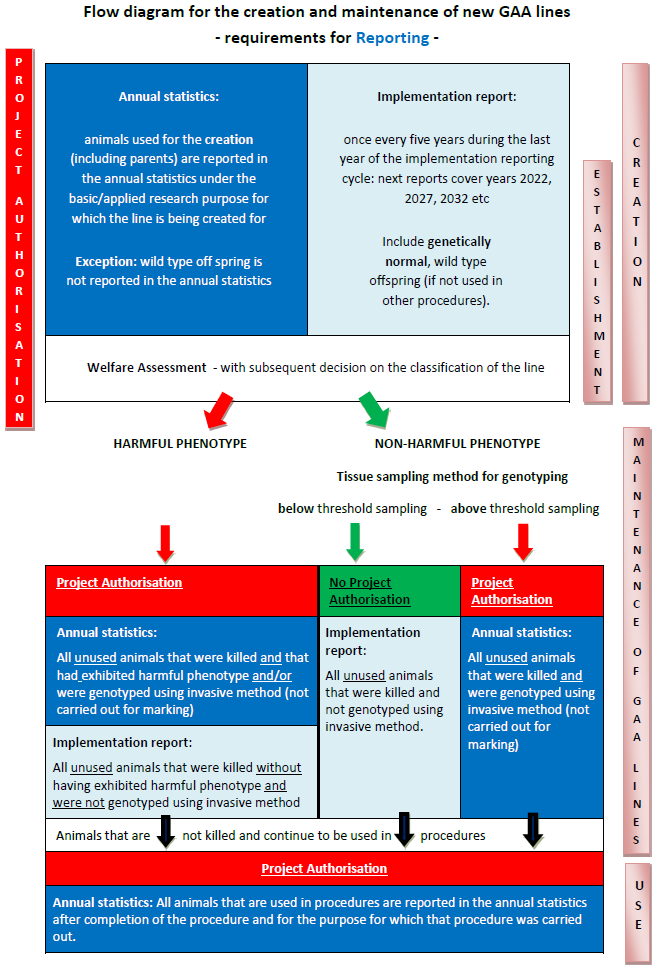 Flow diagram for the creation and maintenance of new GAA lines
- requirements for Reporting -
PROJECT AUTHORISATION
Annual statistics:
animals used for the creation
(including parents) are reported in
the annual statistics under the
basic/applied research purpose for
which the line is being created for
Exception: wild type off spring is
not reported in the annual statistics
Implementation report:
once every five years during the last
year of the implementation reporting
cycle: next reports cover years 2022,
2027, 2032 etc
Include genetically
normal, wild type
offspring (if not used in
other procedures).
ESTABLISHMENT
CREATION
Welfare Assessment - with subsequent decision on the classification of the line
HARMFUL PHENOTYPE
NON-HARMFUL PHENOTYPE
Tissue sampling method for genotyping
below threshold sampling - above threshold sampling
MAINTENANCE OF GAA LINES
Project Authorisation
Annual statistics:
All unused animals that were killed and that
had exhibited harmful phenotype and/or
were genotyped using invasive method (not
carried out for marking)
Implementation report:
All unused animals that were killed without
having exhibited harmful phenotype and
were not genotyped using invasive method
No Project
Authorisation
Implementation
report:
All unused animals
that were killed and
not genotyped using
invasive method.
Project
Authorisation
Annual statistics:
All unused animals
that were killed and
were genotyped using
invasive method (not
carried out for
marking)
Animals that are not killed and continue to be used in procedures
Project Authorisation
Annual statistics: All animals that are used in procedures are reported in the annual statistics
after completion of the procedure and for the purpose for which that procedure was carried
out.
USE